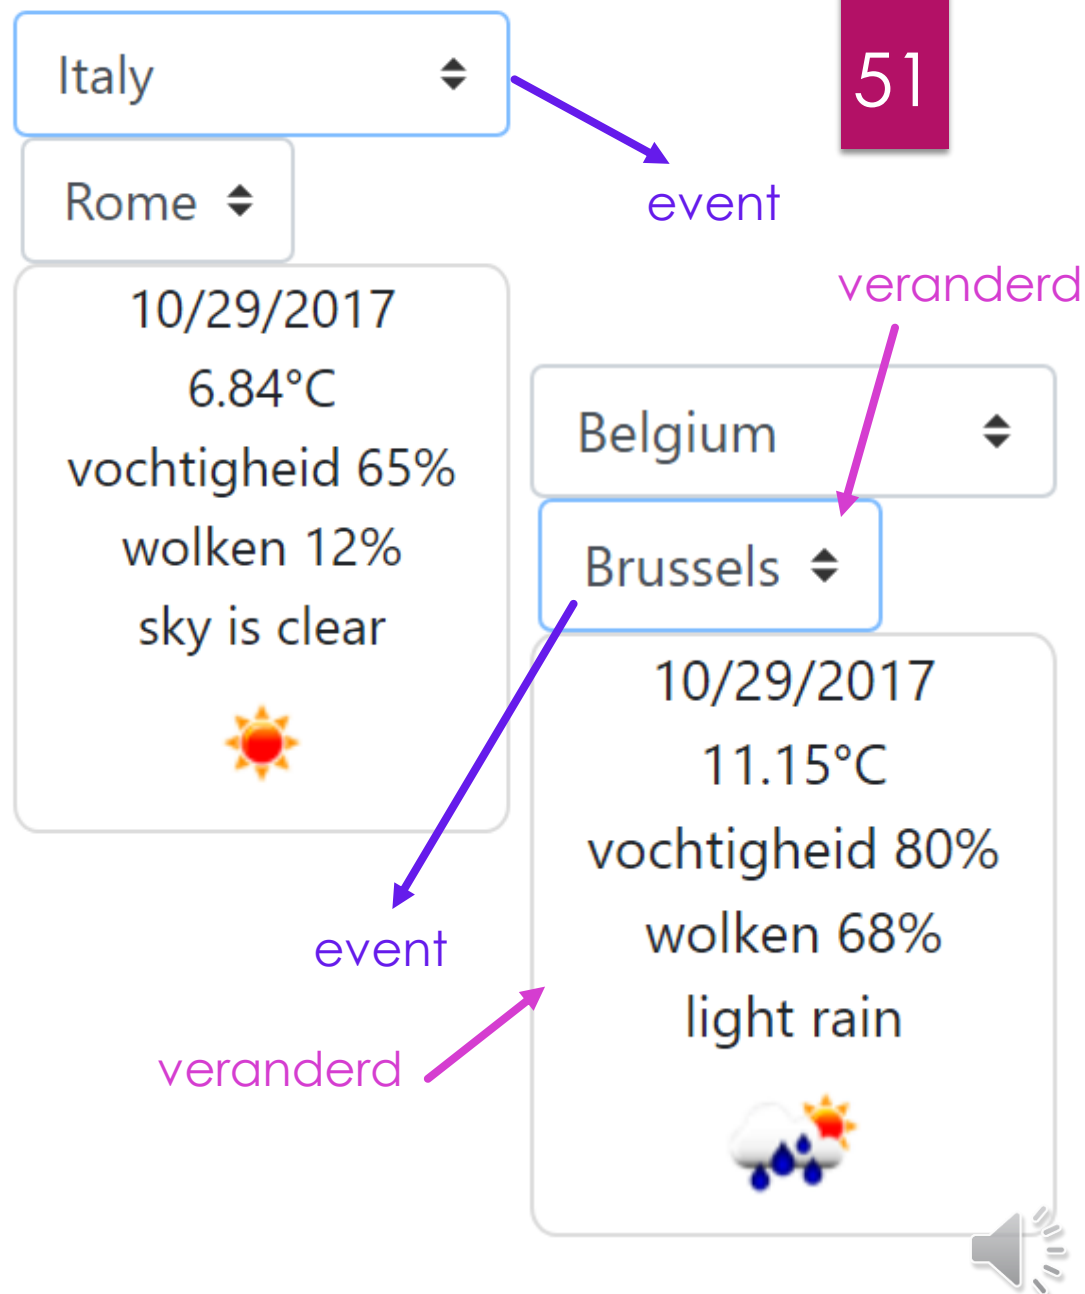 Italy
51
Rome
event
10/29/2017
6.84°C
vochtigheid 65%
wolken 12%
sky is clear
veranderd
Belgium
Brussels
10/29/2017
11.15°C
vochtigheid 80%
wolken 68%
light rain
event
veranderd